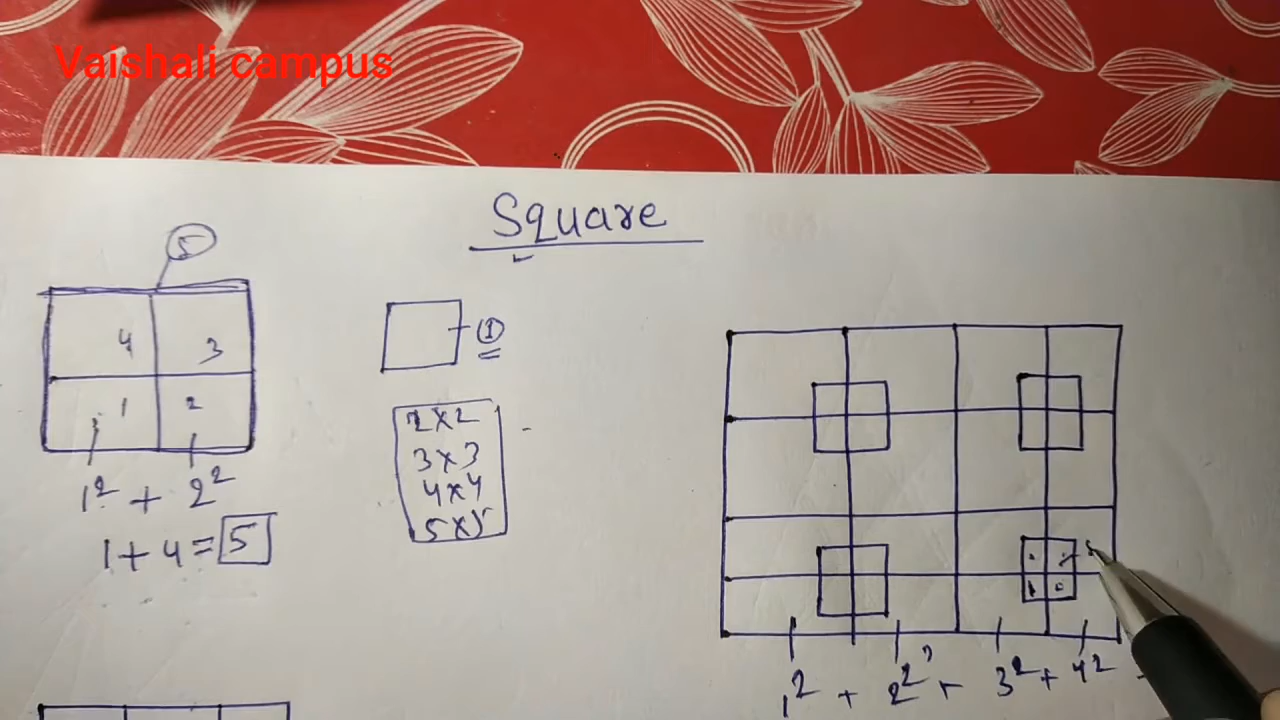 Vaishali campus
Square
5
4 3
1 2
1² + 2²
1 + 4 = 5
1
2×2
3×3
4×4
5×5
1² + 2² + 3² + 4²